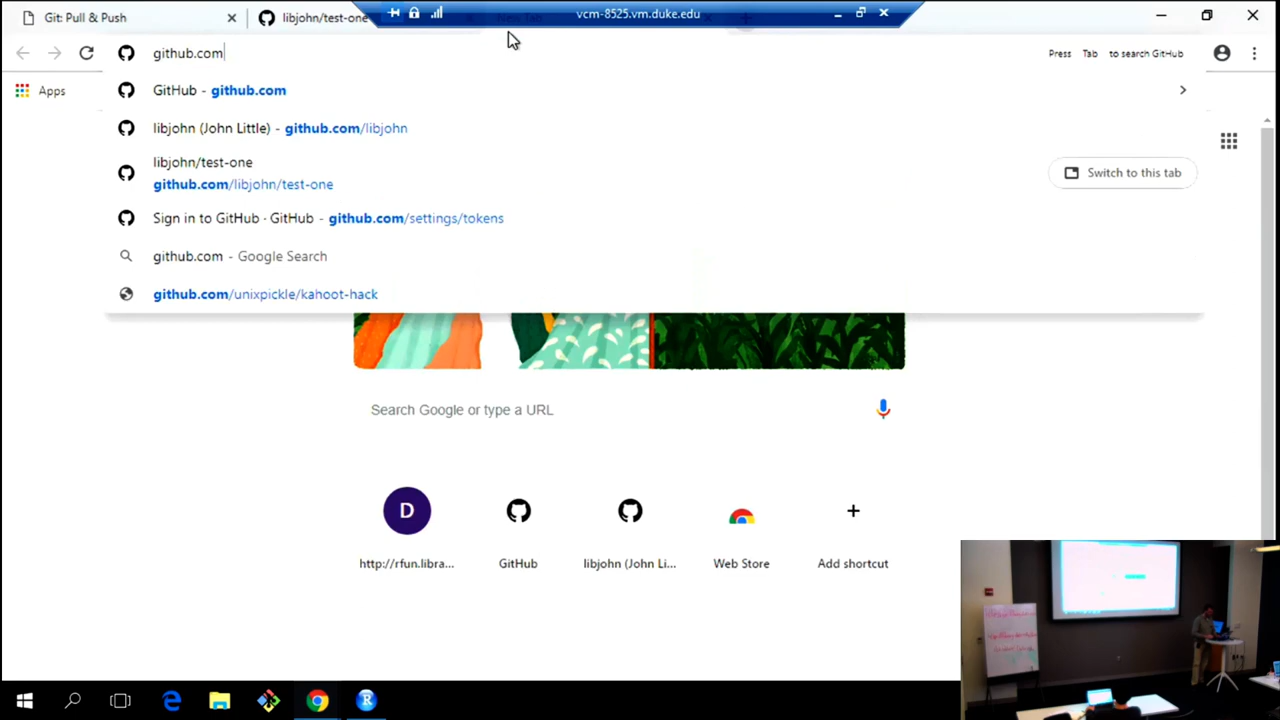 Git: Pull & Push
libjohn/test-one
New Tab
vcm-8525.vm.duke.edu
github.com
Press Tab to search GitHub
Apps
GitHub - github.com
libjohn (John Little) - github.com/libjohn
libjohn/test-one
github.com/libjohn/test-one
Switch to this tab
Sign in to GitHub · GitHub - github.com/settings/tokens
github.com - Google Search
github.com/unixpickle/kahoot-hack
Search Google or type a URL
D
http://rfun.libra...
GitHub
libjohn (John Li...
Web Store
Add shortcut
R